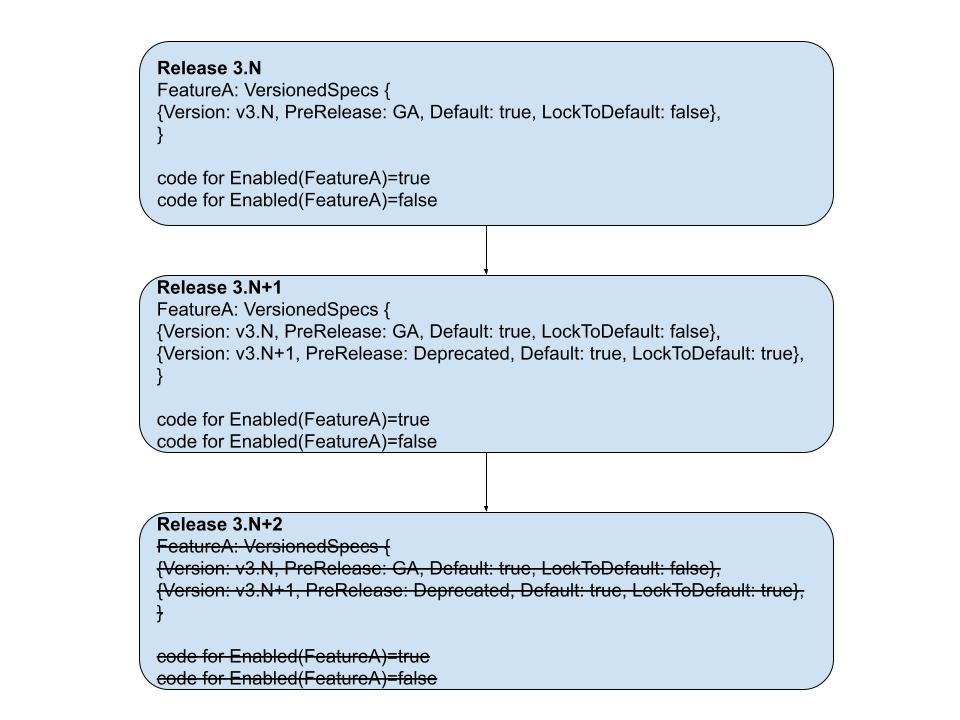 Release 3.N
FeatureA: VersionedSpecs {
{Version: v3.N, PreRelease: GA, Default: true, LockToDefault: false},
}
code for Enabled(FeatureA)=true
code for Enabled(FeatureA)=false
Release 3.N+1
FeatureA: VersionedSpecs {
{Version: v3.N, PreRelease: GA, Default: true, LockToDefault: false},
{Version: v3.N+1, PreRelease: Deprecated, Default: true, LockToDefault: true},
}
code for Enabled(FeatureA)=true
code for Enabled(FeatureA)=false
Release 3.N+2
FeatureA: VersionedSpecs {
{Version: v3.N, PreRelease: GA, Default: true, LockToDefault: false},
{Version: v3.N+1, PreRelease: Deprecated, Default: true, LockToDefault: true},
}
code for Enabled(FeatureA)=true
code for Enabled(FeatureA)=false